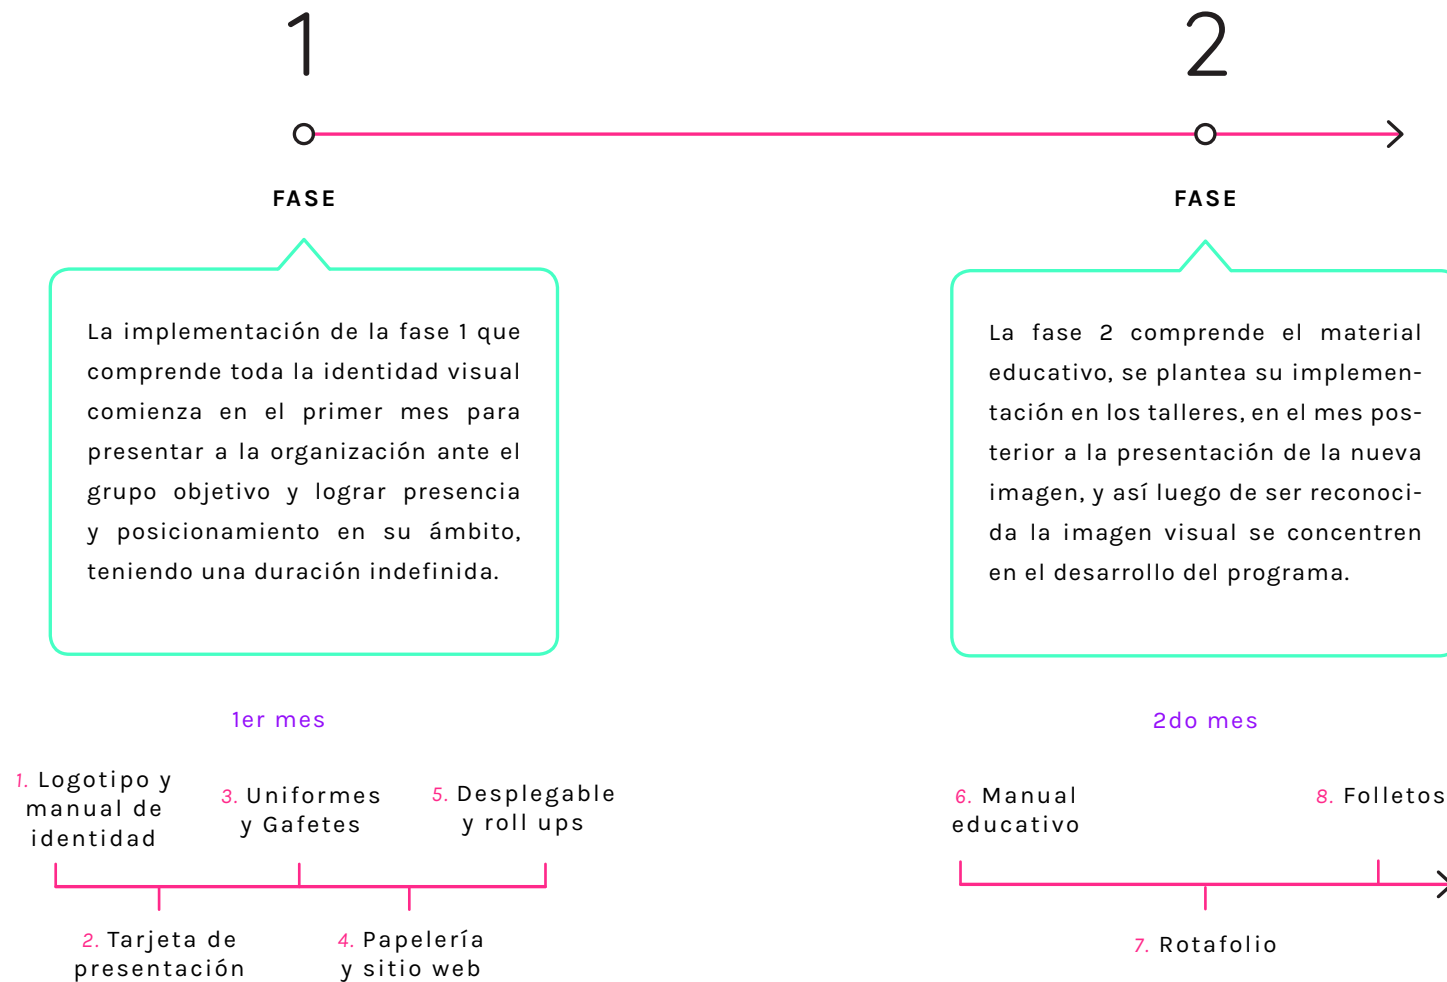 1
FASE
La implementación de la fase 1 que
comprende toda la identidad visual
comienza en el primer mes para
presentar a la organización ante el
grupo objetivo y lograr presencia
y posicionamiento en su ámbito,
teniendo una duración indefinida.
1er mes
1. Logotipo y
manual de
identidad
2. Tarjeta de
presentación
3. Uniformes
y Gafetes
4. Papelería
y sitio web
5. Desplegable
y roll ups
2
FASE
La fase 2 comprende el material
educativo, se plantea su implemen-
tación en los talleres, en el mes pos-
terior a la presentación de la nueva
imagen, y así luego de ser reconoci-
da la imagen visual se concentren
en el desarrollo del programa.
2do mes
6. Manual
educativo
7. Rotafolio
8. Folletos